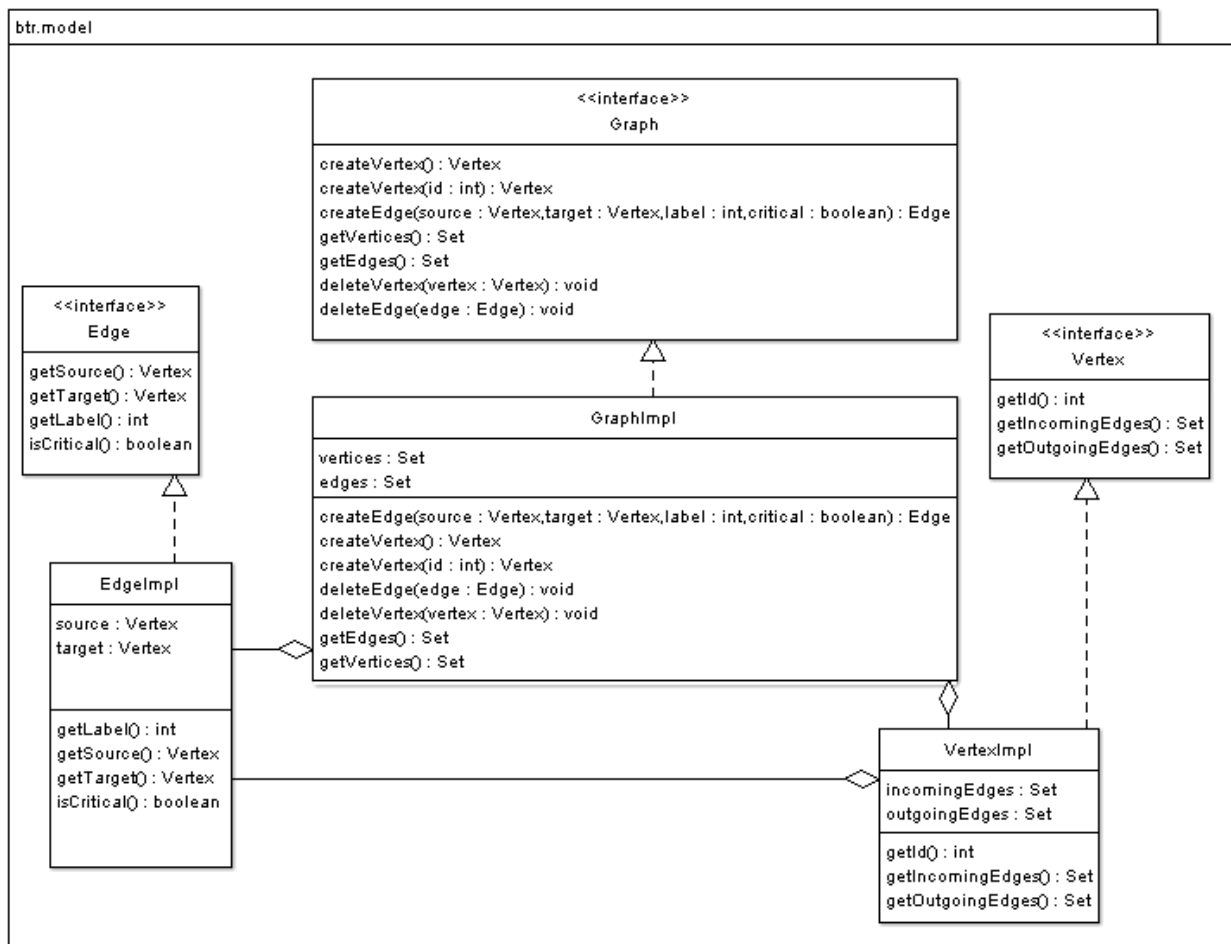 btr.model
<<interface>>
Graph
createVertex() : Vertex
createVertex(id : int) : Vertex
createEdge(source : Vertex,target : Vertex,label : int,critical : boolean) : Edge
getVertices() : Set
getEdges() : Set
deleteVertex(vertex : Vertex) : void
deleteEdge(edge : Edge) : void
<<interface>>
Edge
getSource() : Vertex
getTarget() : Vertex
getLabel() : int
isCritical() : boolean
<<interface>>
Vertex
getId() : int
getIncomingEdges() : Set
getOutgoingEdges() : Set
GraphImpl
vertices : Set
edges : Set
createEdge(source : Vertex,target : Vertex,label : int,critical : boolean) : Edge
createVertex() : Vertex
createVertex(id : int) : Vertex
deleteEdge(edge : Edge) : void
deleteVertex(vertex : Vertex) : void
getEdges() : Set
getVertices() : Set
EdgeImpl
source : Vertex
target : Vertex
getLabel() : int
getSource() : Vertex
getTarget() : Vertex
isCritical() : boolean
VertexImpl
incomingEdges : Set
outgoingEdges : Set
getId() : int
getIncomingEdges() : Set
getOutgoingEdges() : Set